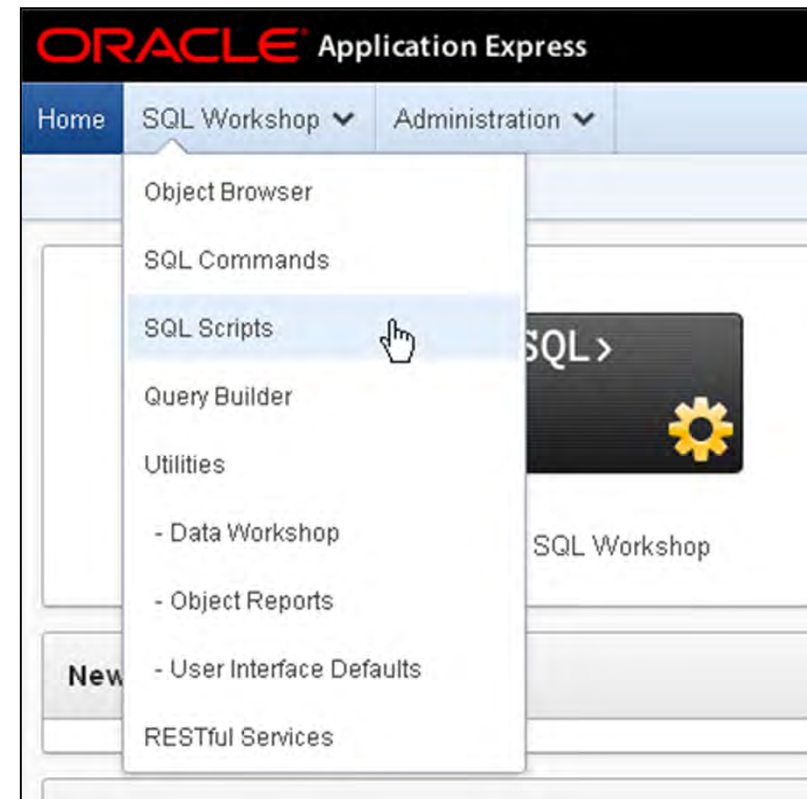 ORACLE Application Express
Home SQL Workshop Administration
Object Browser
SQL Commands
SQL Scripts
Query Builder
Utilities
- Data Workshop
- Object Reports
- User Interface Defaults
RESTful Services
SQL>
SQL Workshop
New